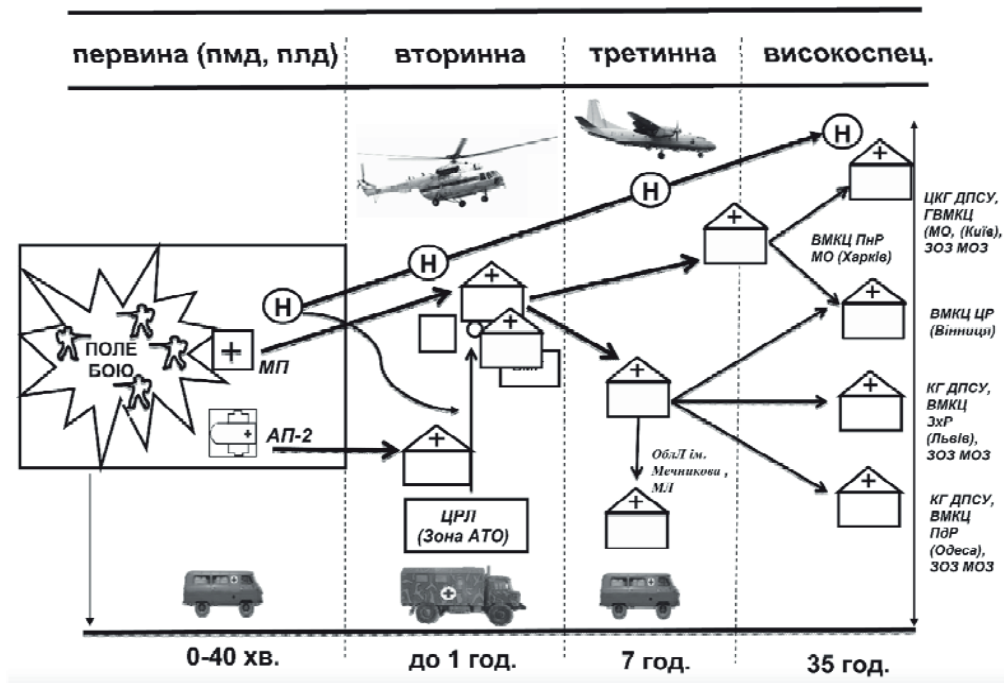 первина (пмд, плд)
вторинна
третинна
високоспец.
Н
Н
Н
Н
ПОЛЕ
БОЮ
МП
АП-2
ЦРЛ
(Зона АТО)
ОблЛ ім.
Мечникова ,
МЛ
ВМКЦ ПнР
МО (Харків)
ЦКГ ДПСУ,
ГВМКЦ
(МО, (Київ),
ЗОЗ МОЗ
ВМКЦ ЦР
(Вінниця)
КГ ДПСУ,
ВМКЦ
ЗхР
(Львів),
ЗОЗ МОЗ
КГ ДПСУ,
ВМКЦ
ПдР
(Одеса),
ЗОЗ МОЗ
0-40 хв.
до 1 год.
7 год.
35 год.